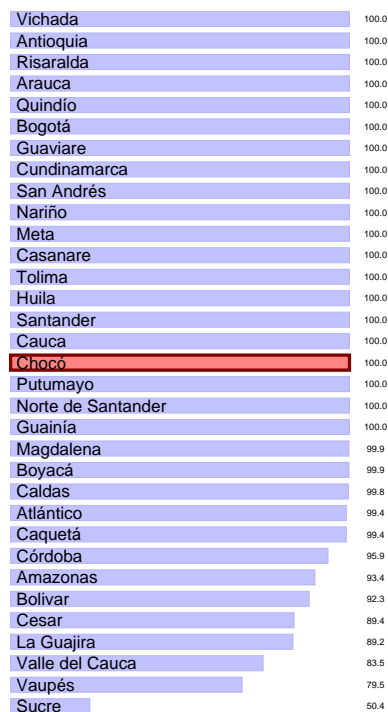 Vichada 100.0
Antioquia 100.0
Risaralda 100.0
Arauca 100.0
Quindío 100.0
Bogotá 100.0
Guaviare 100.0
Cundinamarca 100.0
San Andrés 100.0
Nariño 100.0
Meta 100.0
Casanare 100.0
Tolima 100.0
Huila 100.0
Santander 100.0
Cauca 100.0
Chocó 100.0
Putumayo 100.0
Norte de Santander 100.0
Guainía 100.0
Magdalena 99.9
Boyacá 99.9
Caldas 99.8
Atlántico 99.4
Caquetá 99.4
Córdoba 95.9
Amazonas 93.4
Bolivar 92.3
Cesar 89.4
La Guajira 89.2
Valle del Cauca 83.5
Vaupés 79.5
Sucre 50.4